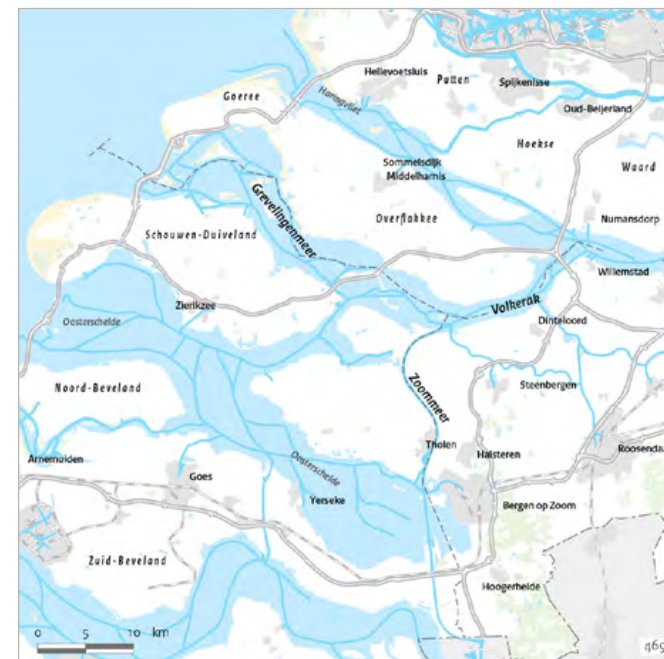 Hellevoetsluis
Putten
Spijkenisse
Goeree
Haringvliet
Oud-Beijerland
Hoekse
Waard
Sommelsdijk
Middelharnis
Grevelingenmeer
Overflakkee
Numansdorp
Schouwen-Duiveland
Willemstad
Volkerak
Zierikzee
Dinteloord
Oosterschelde
Zoommeer
Steenbergen
Noord-Beveland
Tholen
Halsteren
Roosendaa
Arnemuiden
Goes
Oosterschelde
Yerseke
Bergen op Zoom
Zuid-Beveland
Hoogerheide
0 5 10 km
469